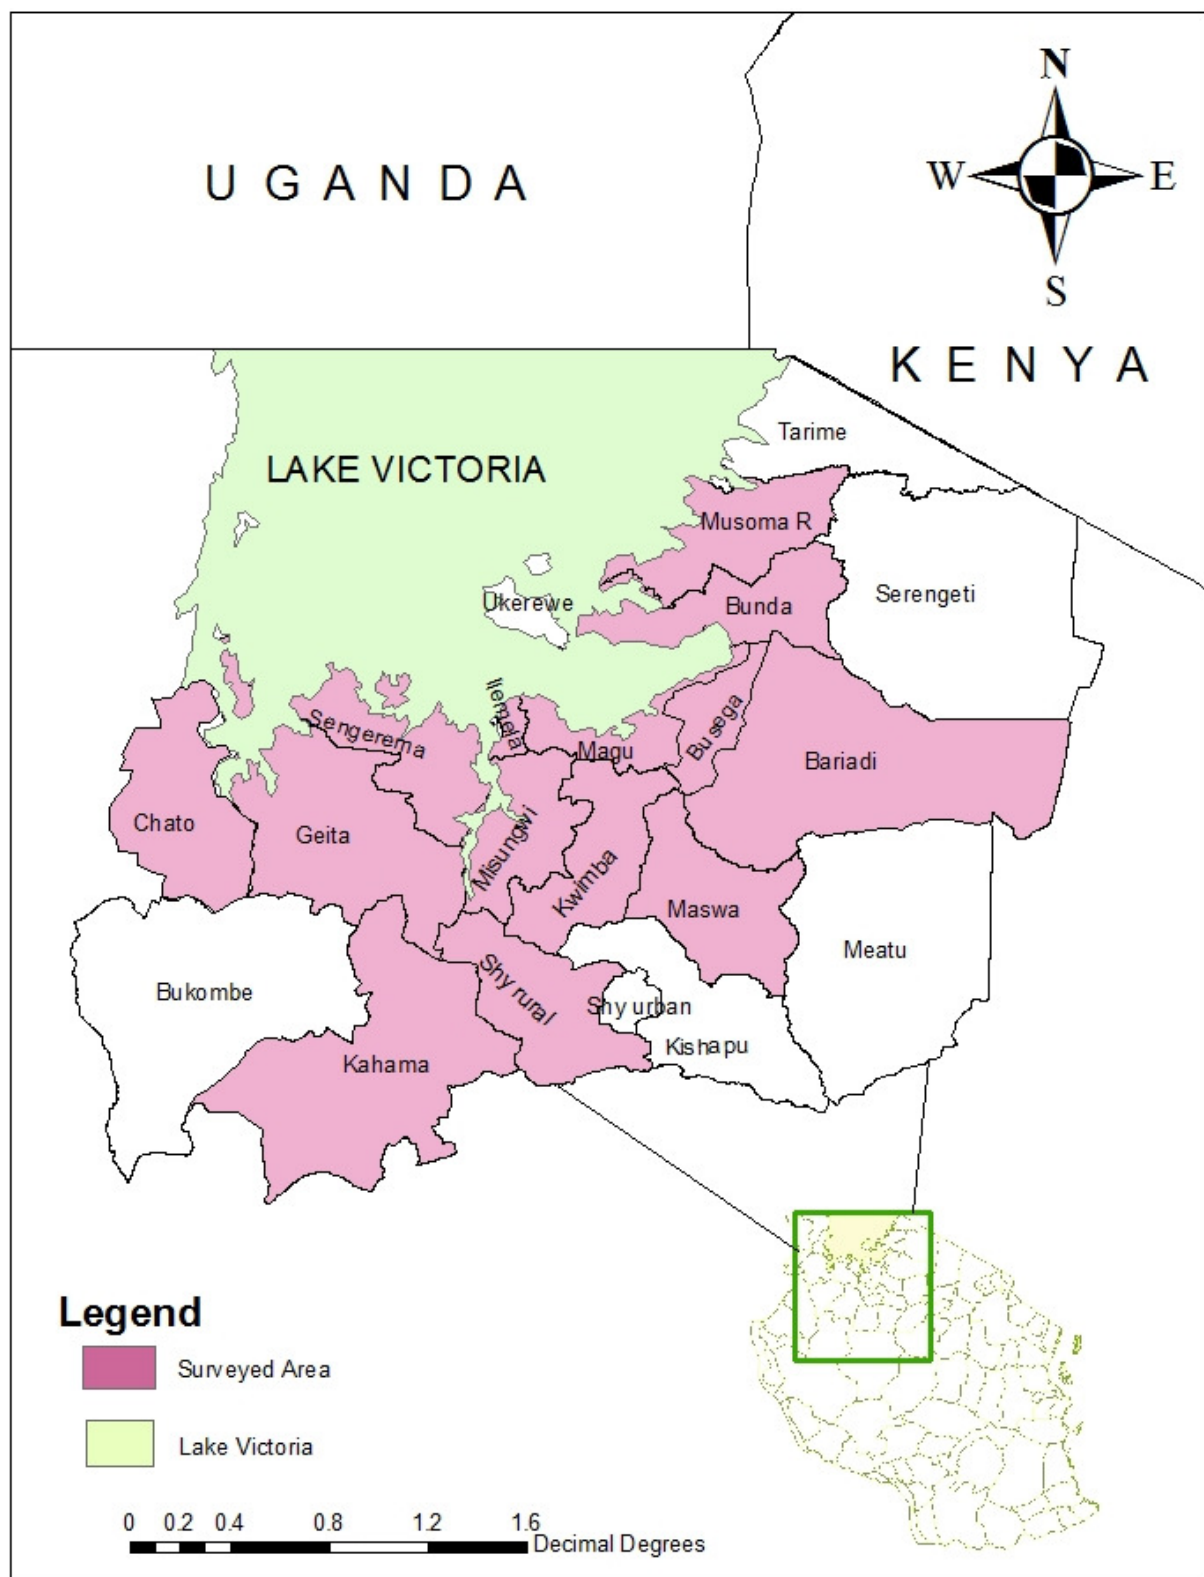 N
U G A N D A
W
E
S
K E N Y A
Tarime
LAKE VICTORIA
Musoma R
Serengeti
Ukerewe
Bunda
Ilemela
Sengerema
Busega
Magu
Bariadi
Chato
Geita
Misungwi
Kwimba
Maswa
Meatu
Bukombe
Shy rural
Shy urban
Kishapu
Kahama
Legend
Surveyed Area
Lake Victoria
0 0.2 0.4 0.8 1.2 1.6
Decimal Degrees